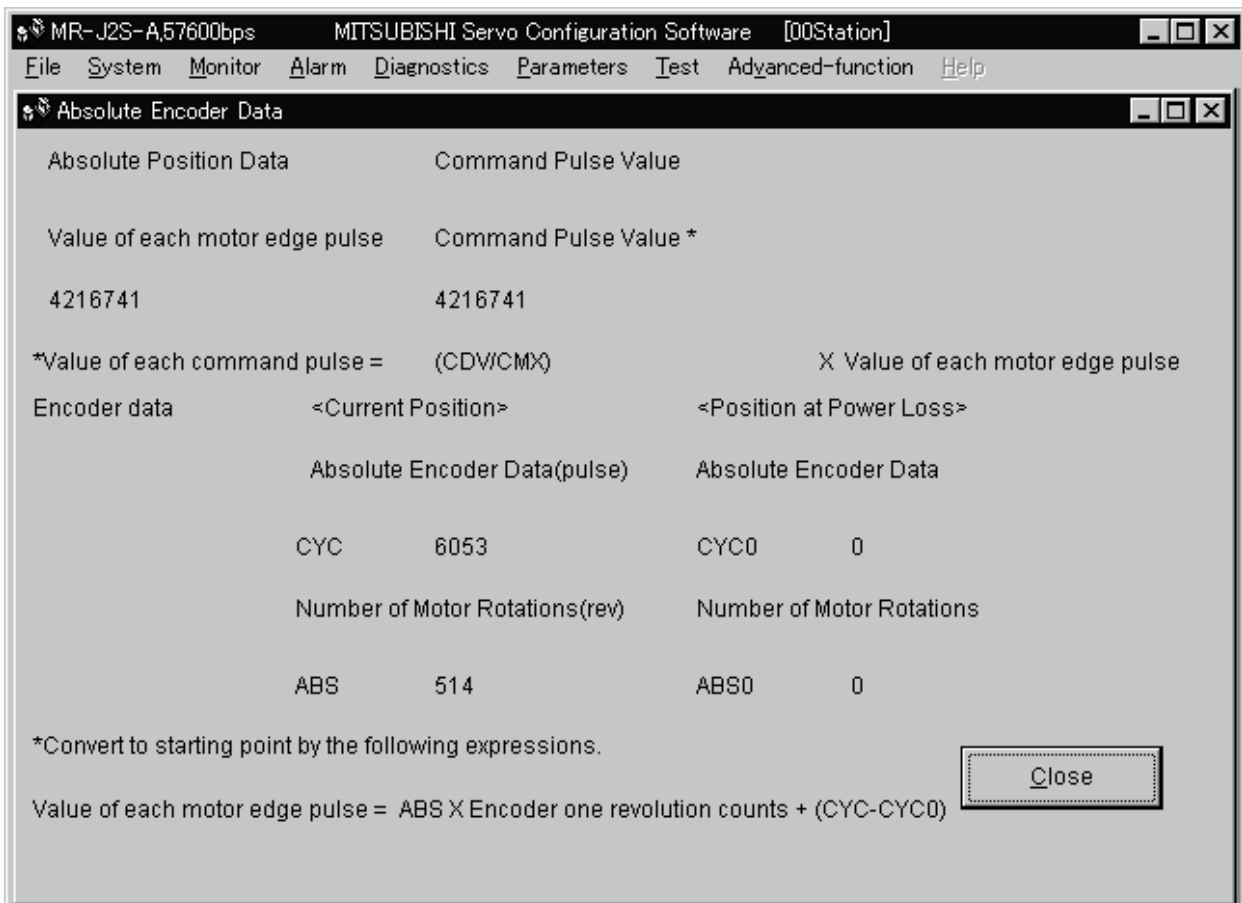 MR-J2S-A,57600bps MITSUBISHI Servo Configuration Software [00Station]
File System Monitor Alarm Diagnostics Parameters Test Advanced-function Help
Absolute Encoder Data
Absolute Position Data Command Pulse Value
Value of each motor edge pulse Command Pulse Value *
4216741 4216741
*Value of each command pulse = (CDV/CMX) X Value of each motor edge pulse
Encoder data <Current Position> <Position at Power Loss>
Absolute Encoder Data(pulse) Absolute Encoder Data
CYC 6053 CYC0 0
Number of Motor Rotations(rev) Number of Motor Rotations
ABS 514 ABS0 0
*Convert to starting point by the following expressions.
Close
Value of each motor edge pulse = ABS X Encoder one revolution counts + (CYC-CYC0)